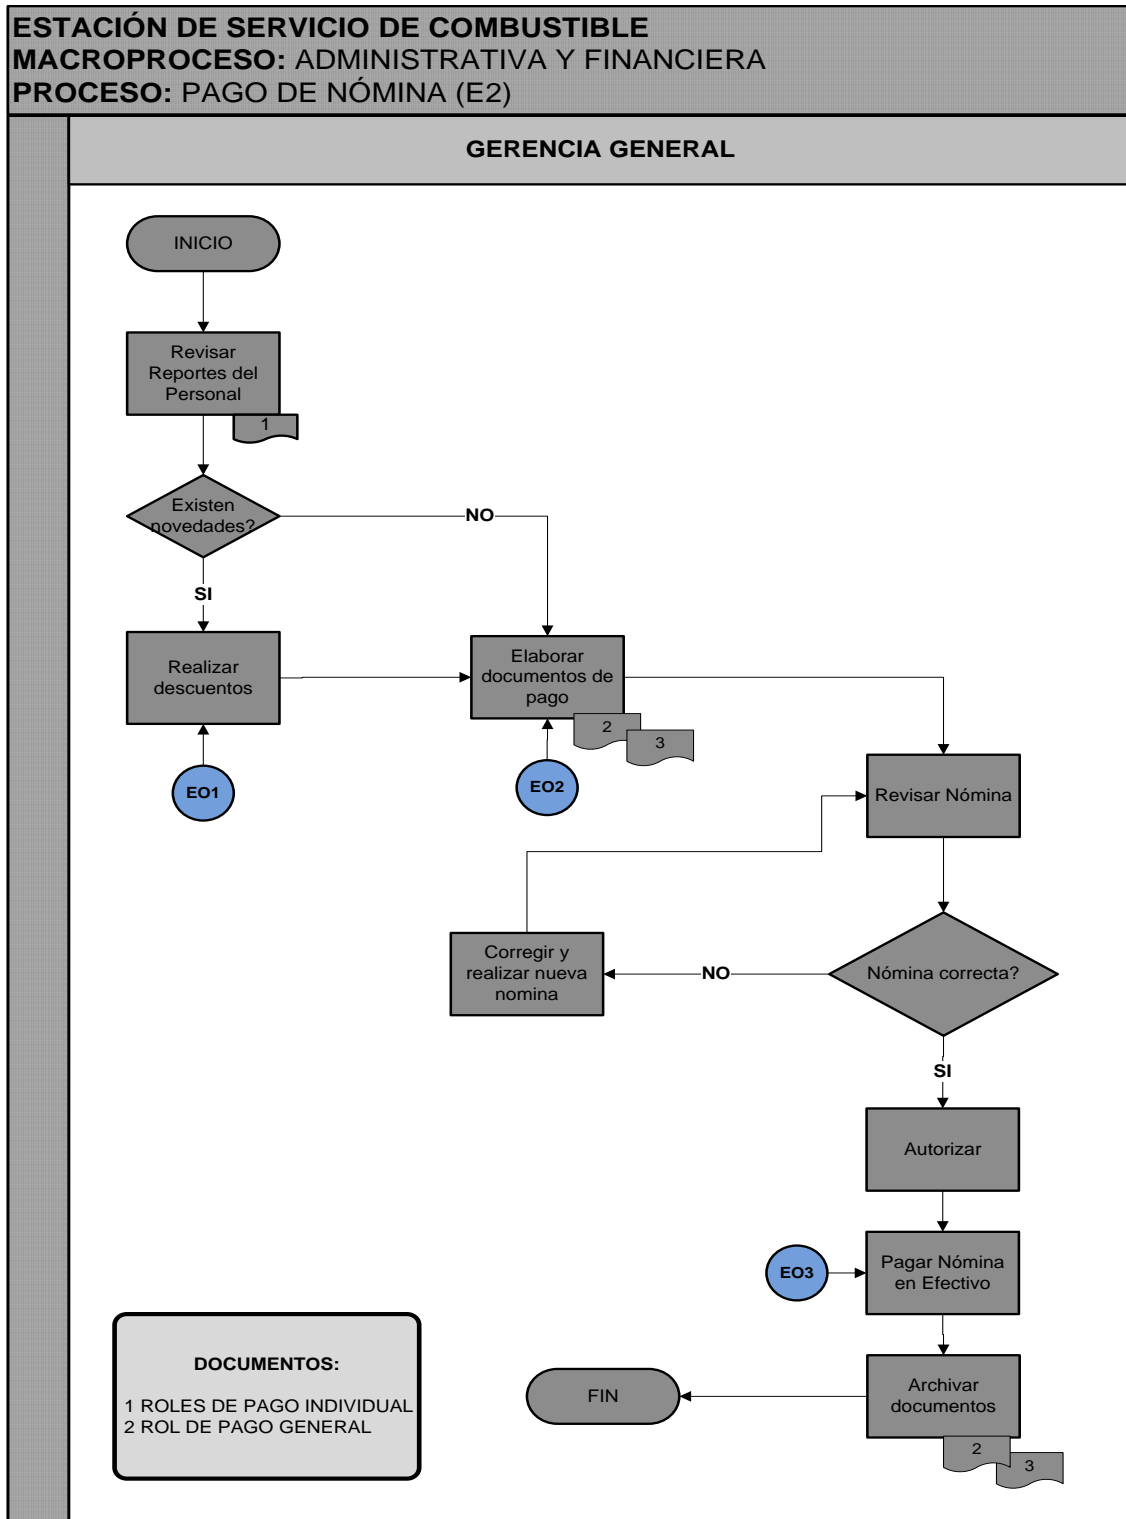 ESTACIÓN DE SERVICIO DE COMBUSTIBLE
MACROPROCESO: ADMINISTRATIVA Y FINANCIERA
PROCESO: PAGO DE NÓMINA (E2)
GERENCIA GENERAL
INICIO
Revisar
Reportes del
Personal
1
Existen
novedades?
NO
SI
Realizar
descuentos
Elaborar
documentos de
pago
2
3
EO1
EO2
Revisar Nómina
Corregir y
realizar nueva
nomina
NO
Nómina correcta?
SI
Autorizar
EO3
Pagar Nómina
en Efectivo
Archivar
documentos
2
3
FIN
DOCUMENTOS:
1 ROLES DE PAGO INDIVIDUAL
2 ROL DE PAGO GENERAL